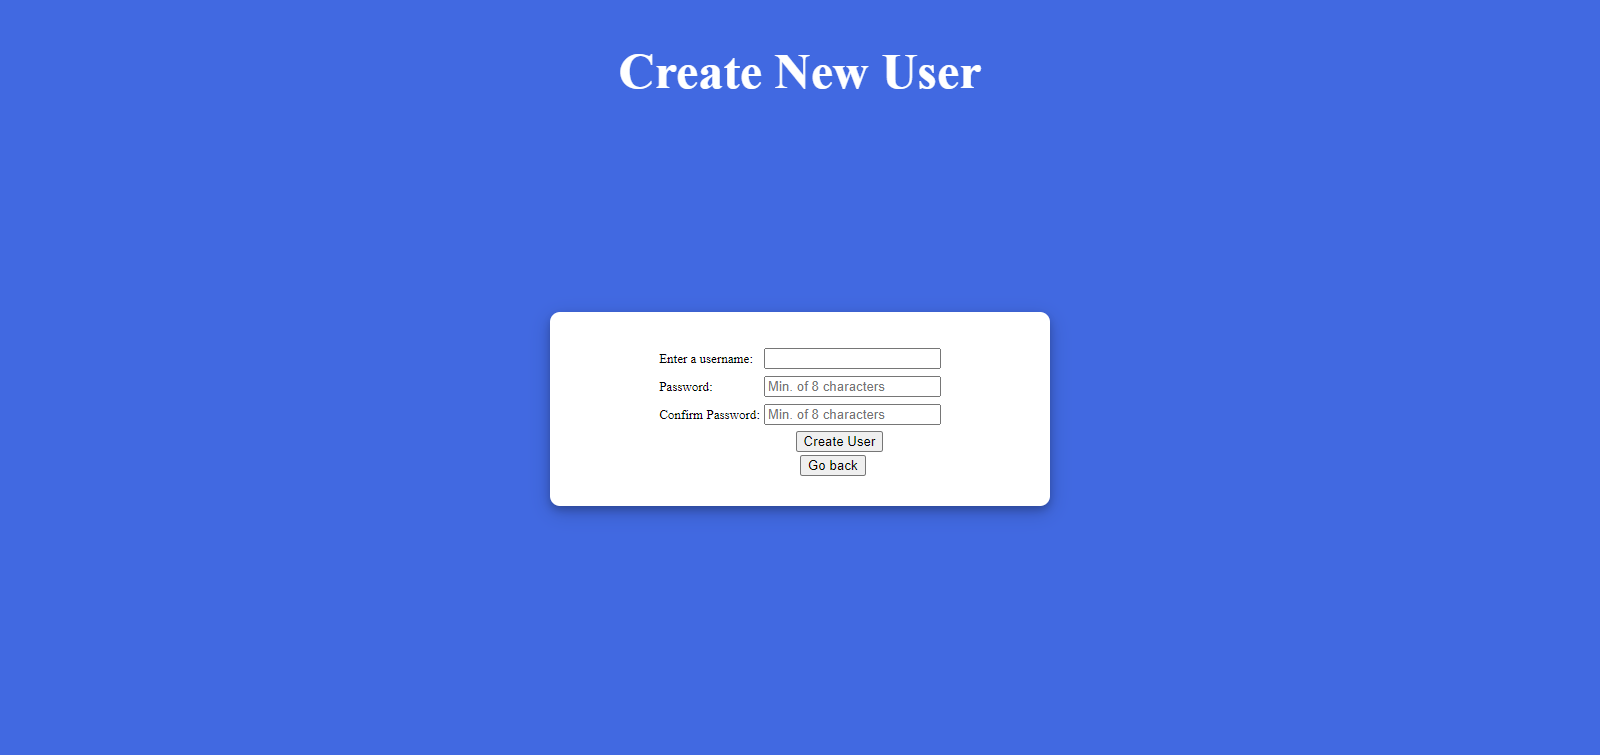 Create New User
Enter a username:
Password: Min. of 8 characters
Confirm Password: Min. of 8 characters
Create User
Go back